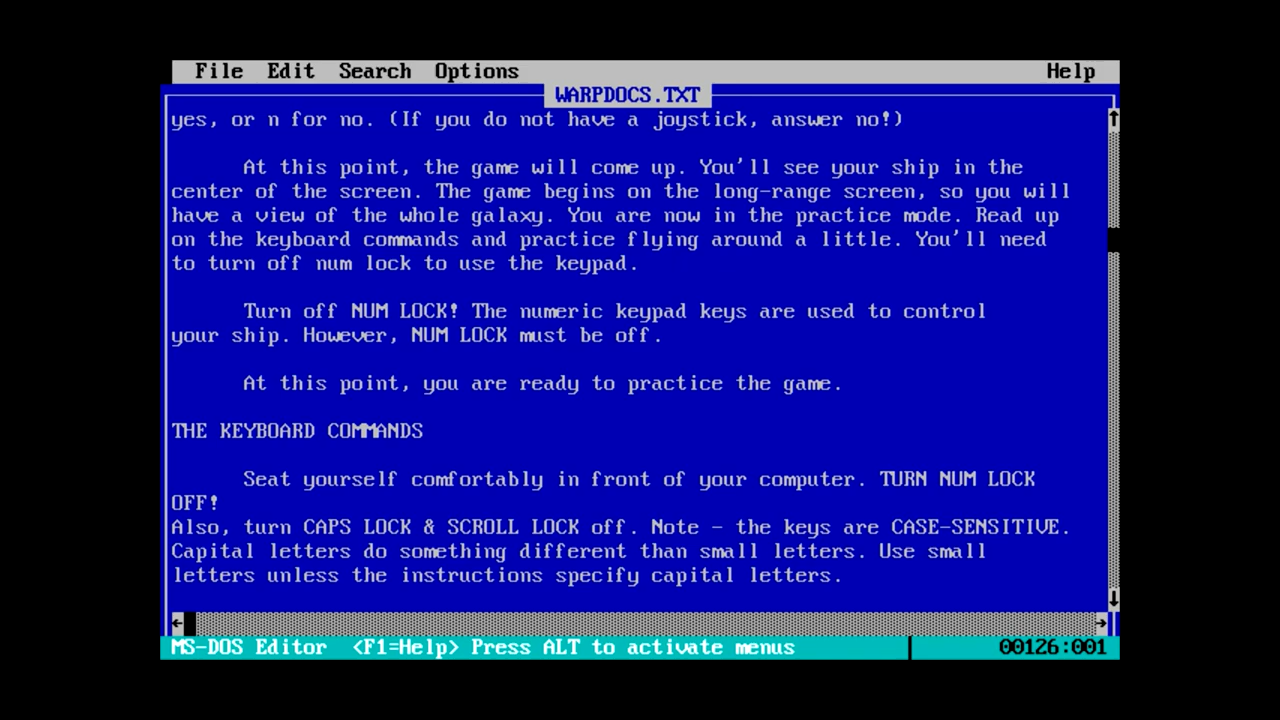 File Edit Search Options Help
WARPDOCS.TXT
yes, or n for no. (If you do not have a joystick, answer no!)
At this point, the game will come up. You'll see your ship in the
center of the screen. The game begins on the long-range screen, so you will
have a view of the whole galaxy. You are now in the practice mode. Read up
on the keyboard commands and practice flying around a little. You'll need
to turn off num lock to use the keypad.
Turn off NUM LOCK! The numeric keypad keys are used to control
your ship. However, NUM LOCK must be off.
At this point, you are ready to practice the game.
THE KEYBOARD COMMANDS
Seat yourself comfortably in front of your computer. TURN NUM LOCK
OFF!
Also, turn CAPS LOCK & SCROLL LOCK off. Note - the keys are CASE-SENSITIVE.
Capital letters do something different than small letters. Use small
letters unless the instructions specify capital letters.
MS-DOS Editor <F1=Help> Press ALT to activate menus 00126:001